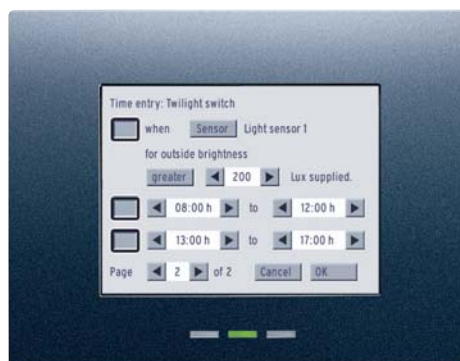 Time entry: Twilight switch
when Sensor Light sensor 1
for outside brightness
greater 200 Lux supplied.
08:00 h to 12:00 h
13:00 h to 17:00 h
Page 2 of 2 Cancel OK